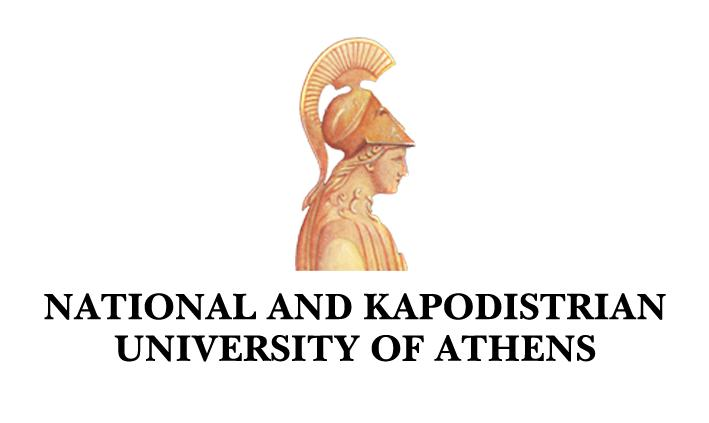 NATIONAL AND KAPODISTRIAN
UNIVERSITY OF ATHENS